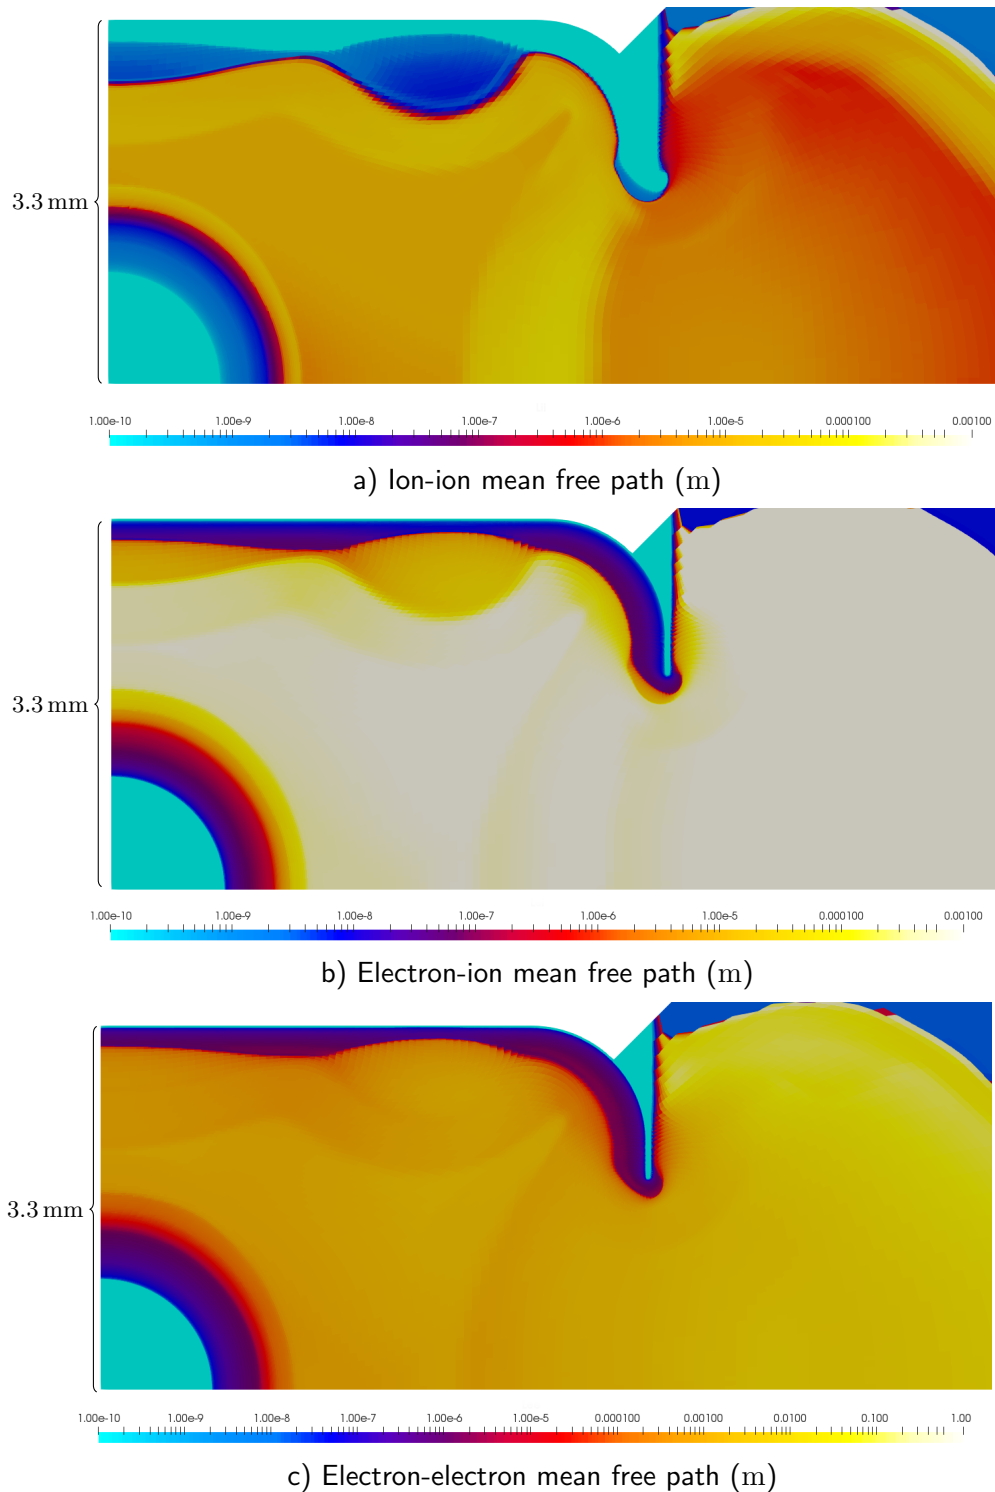 3.3 mm
1.00e-10 1.00e-9 1.00e-8 1.00e-7 1.00e-6 1.00e-5 0.000100 0.00100
a) Ion-ion mean free path (m)
3.3 mm
1.00e-10 1.00e-9 1.00e-8 1.00e-7 1.00e-6 1.00e-5 0.000100 0.00100
b) Electron-ion mean free path (m)
3.3 mm
1.00e-10 1.00e-9 1.00e-8 1.00e-7 1.00e-6 1.00e-5 0.000100 0.00100 0.0100 0.100 1.00
c) Electron-electron mean free path (m)